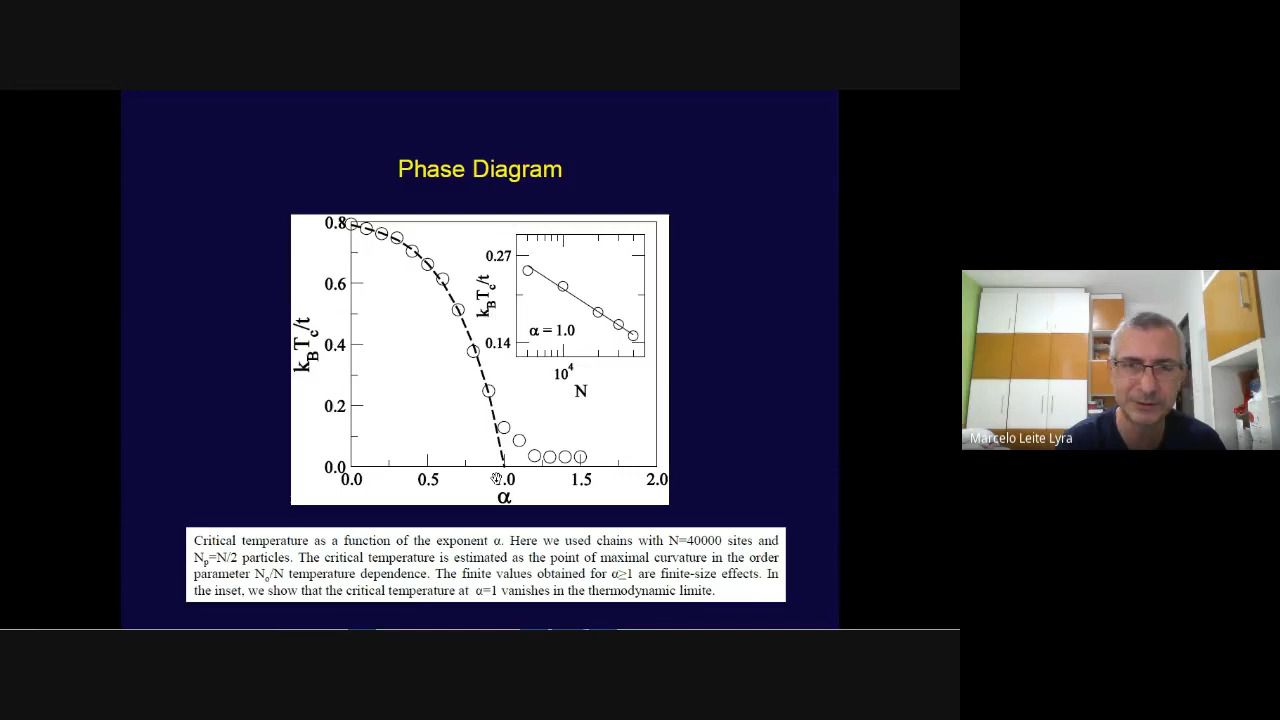 Phase Diagram
0.8
0.6
0.4
0.2
0.0
k_BT_c/t
0.0 0.5 1.0 1.5 2.0
α
0.27
0.14
k_BT_c/t
α = 1.0
10^4
N
Critical temperature as a function of the exponent α. Here we used chains with N=40000 sites and
N_p=N/2 particles. The critical temperature is estimated as the point of maximal curvature in the order
parameter N_o/N temperature dependence. The finite values obtained for α≥1 are finite-size effects. In
the inset, we show that the critical temperature at α=1 vanishes in the thermodynamic limite.
Marcelo Leite Lyra